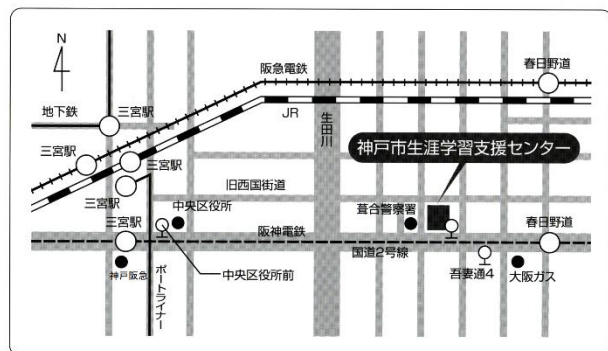 N
阪急電鉄
春日野道
地下鉄
三宮駅
JR
生田川
神戸市生涯学習支援センター
三宮駅
三宮駅
三宮駅
旧西国街道
三宮駅
中央区役所
葺合警察署
阪神電鉄
春日野道
国道2号線
神戸阪急
ポートライナー
中央区役所前
吾妻通4
大阪ガス